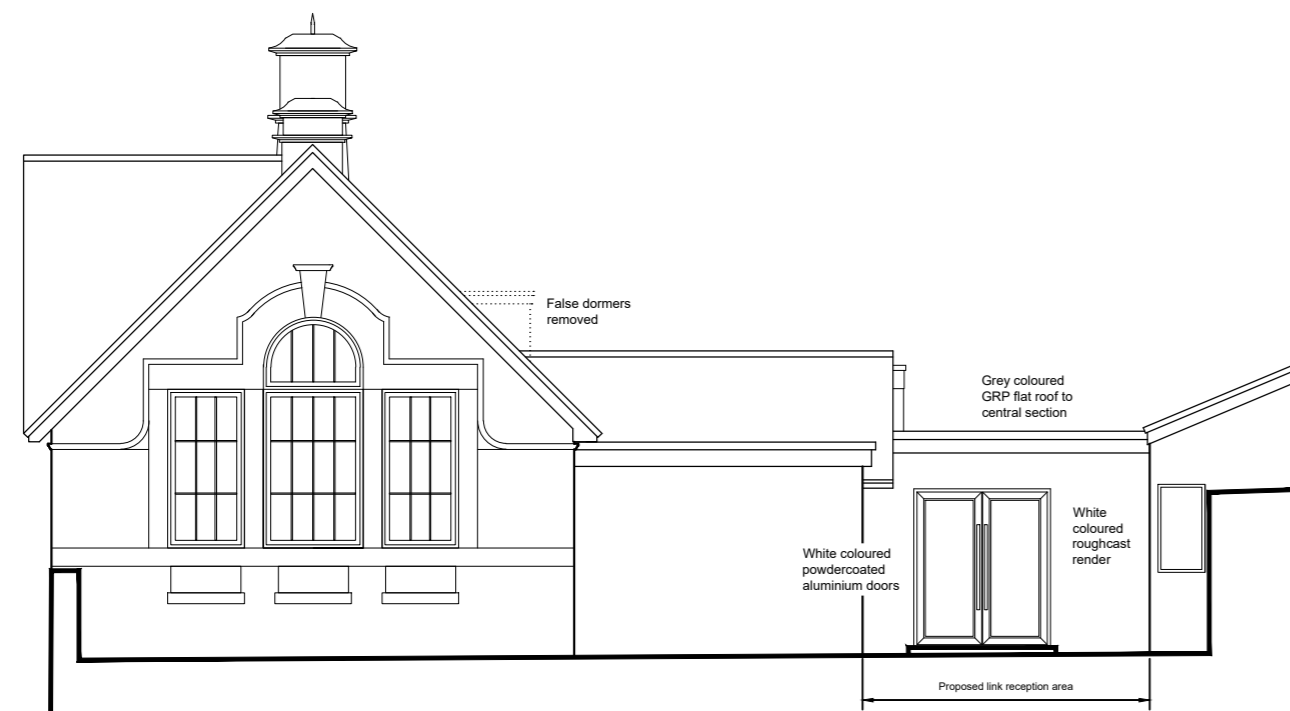 False dormers
removed
Grey coloured
GRP flat roof to
central section
White coloured
powdercoated
aluminium doors
White
coloured
roughcast
render
Proposed link reception area